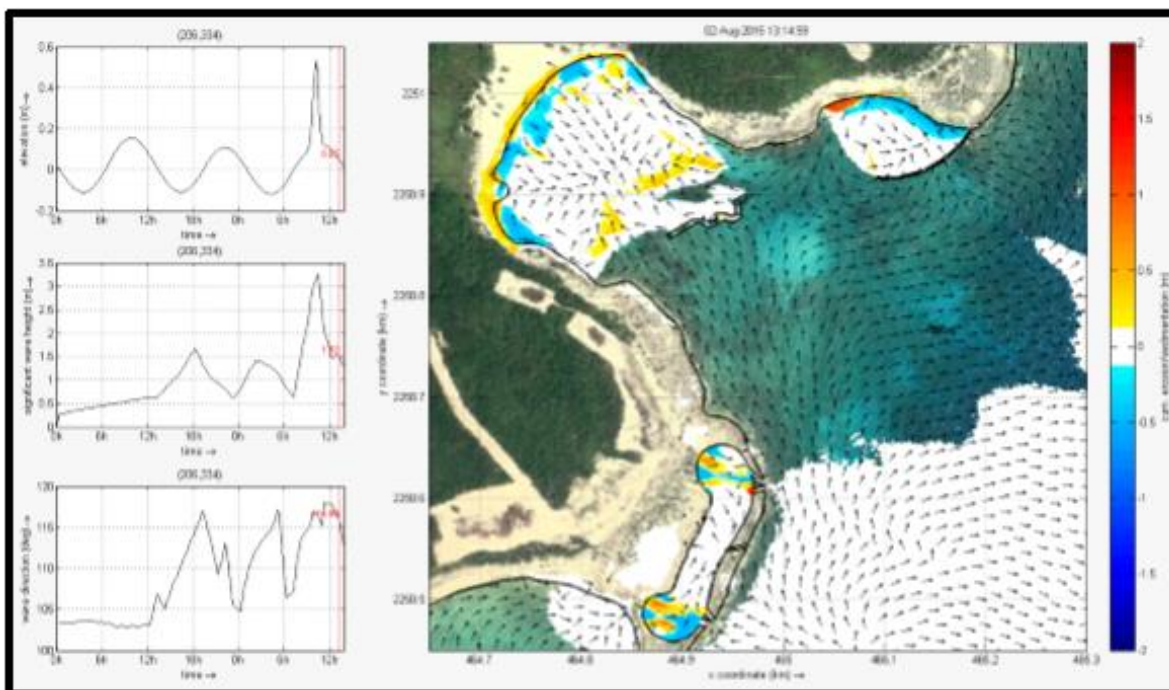 (206,334)
elevation [m]→
0.6
0.4
0.2
0
-0.2
0h 6h 12h 18h 0h 6h 12h
time →
(206,334)
significant wave height [m]→
3.5
3
2.5
2
1.5
1
0.5
0
0h 6h 12h 18h 0h 6h 12h
time →
(206,334)
wave direction [deg]→
120
115
110
105
100
0h 6h 12h 18h 0h 6h 12h
time →
02-Aug-2015 13:14:59
y coordinate [km] →
2251
2250.9
2250.8
2250.7
2250.6
2250.5
464.7 464.8 464.9 465 465.1 465.2 465.3
x coordinate [km] →
2
1.5
1
0.5
0
-0.5
-1
-1.5
-2
cum. erosion/sedimentation [m]